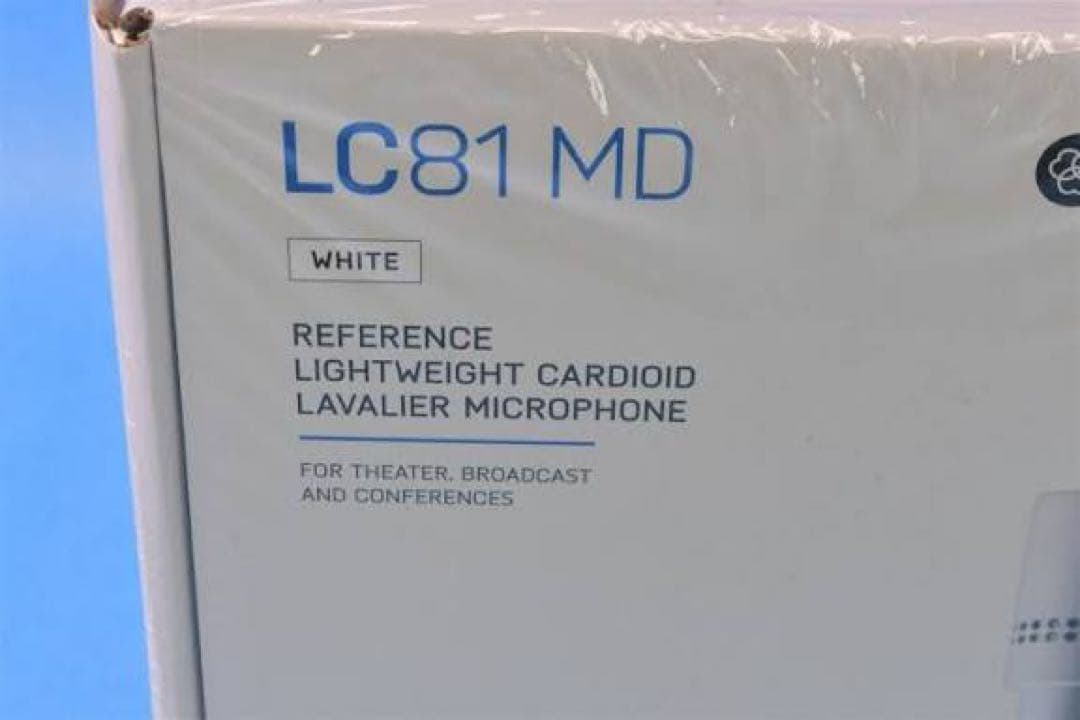 LC81 MD
WHITE
REFERENCE
LIGHTWEIGHT CARDIOID
LAVALIER MICROPHONE
FOR THEATER, BROADCAST
AND CONFERENCES